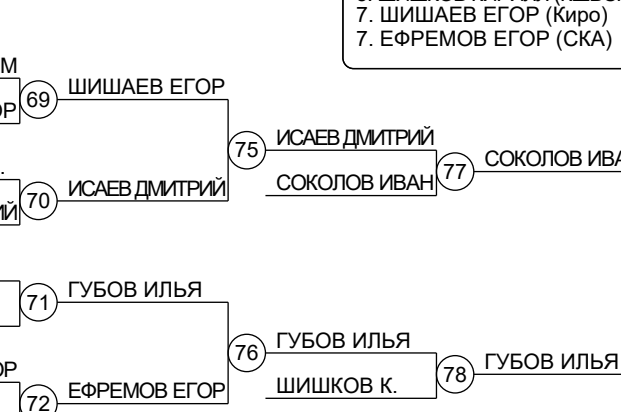 7. ШИШАЕВ ЕГОР (Киро)
7. ЕФРЕМОВ ЕГОР (СКА)
69
ШИШАЕВ ЕГОР
75
ИСАЕВ ДМИТРИЙ
70
ИСАЕВ ДМИТРИЙ
СОКОЛОВ ИВАН
77
СОКОЛОВ
71
ГУБОВ ИЛЬЯ
76
ГУБОВ ИЛЬЯ
72
ЕФРЕМОВ ЕГОР
ШИШКОВ К.
78
ГУБОВ ИЛЬЯ